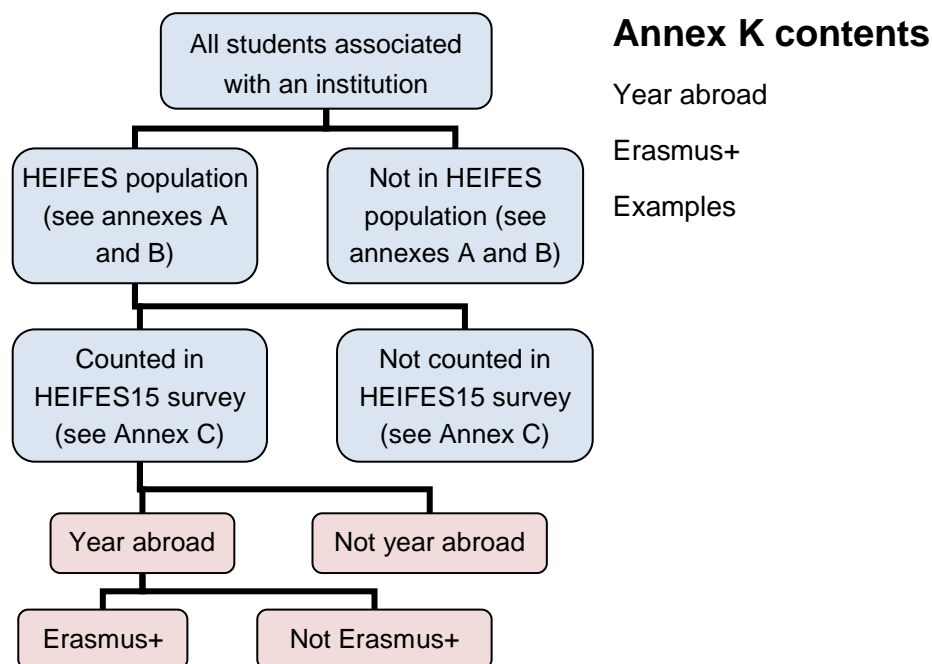 All students associated
with an institution
Annex K contents
Year abroad
Erasmus+
Examples
HEIFES population
(see annexes A
and B)
Not in HEIFES
population (see
annexes A and B)
Counted in
HEIFES15 survey
(see Annex C)
Not counted in
HEIFES15 survey
(see Annex C)
Year abroad
Not year abroad
Erasmus+
Not Erasmus+